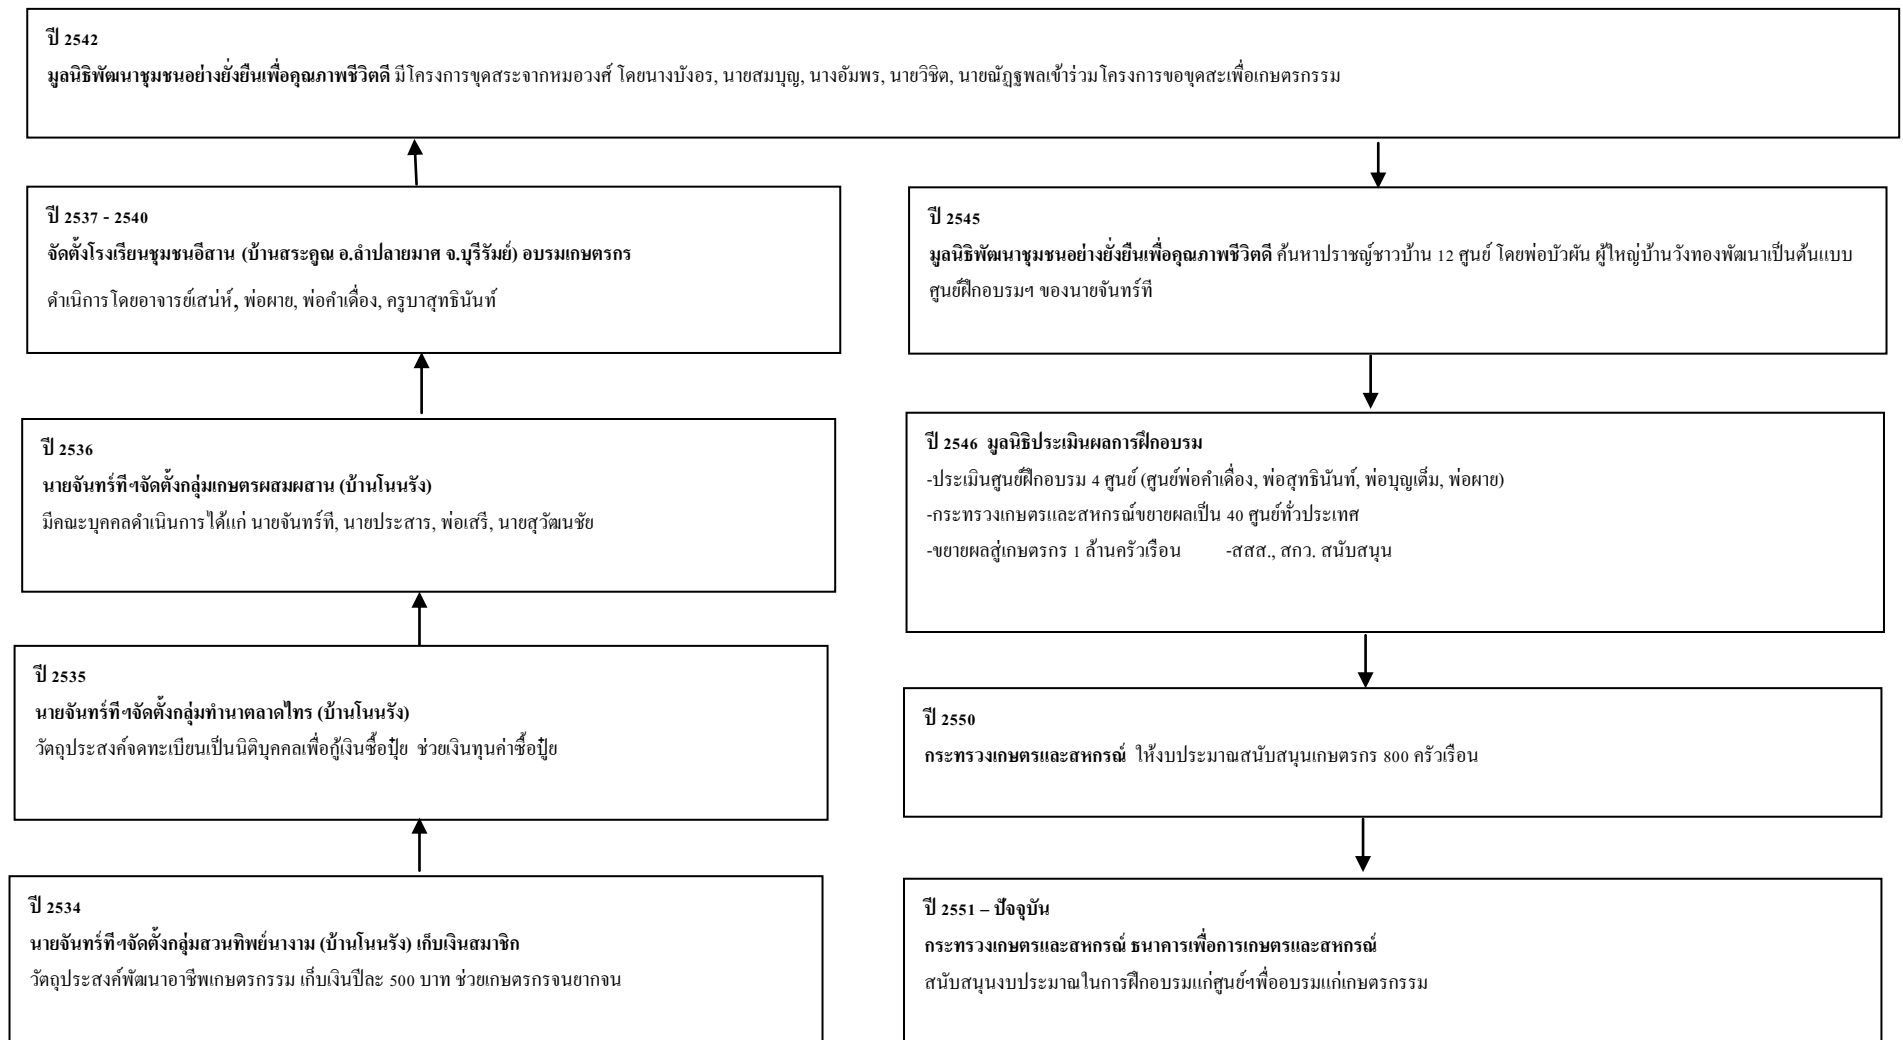 ปี 2542
มูลนิธิพัฒนาชุมชนอย่างยั่งยืนเพื่อคุณภาพชีวิตดี มีโครงการขุดสระจากหมอวงศ์ โดยนางบังอร, นายสมบุญ, นางอัมพร, นายวิชิต, นายณัฏฐพลเข้าร่วมโครงการขอขุดสะเพื่อเกษตรกรรม
ปี 2537 - 2540
จัดตั้งโรงเรียนชุมชนอีสาน (บ้านสระคูณ อ.ลำปลายมาศ จ.บุรีรัมย์) อบรมเกษตรกร
ดำเนิการโดยอาจารย์เสน่ห์, พ่อผาย, พ่อคำเดื่อง, ครูบาสุทธินันท์
ปี 2536
นายจันทร์ทีฯจัดตั้งกลุ่มเกษตรผสมผสาน (บ้านโนนรัง)
มีคณะบุคคลดำเนินการได้แก่ นายจันทร์ที, นายประสาร, พ่อเสรี, นายสุวัฒนชัย
ปี 2535
นายจันทร์ทีฯจัดตั้งกลุ่มทำนาตลาดไทร (บ้านโนนรัง)
วัตถุประสงค์จดทะเบียนเป็นนิติบุคคลเพื่อกู้เงินซื้อปุ๋ย ช่วยเงินทุนค่าซื้อปุ๋ย
ปี 2534
นายจันทร์ทีฯจัดตั้งกลุ่มสวนทิพย์นางาม (บ้านโนนรัง) เก็บเงินสมาชิก
วัตถุประสงค์พัฒนาอาชีพเกษตรกรรม เก็บเงินปีละ 500 บาท ช่วยเกษตรกรจนยากจน
ปี 2545
มูลนิธิพัฒนาชุมชนอย่างยั่งยืนเพื่อคุณภาพชีวิตดี ค้นหาปราชญ์ชาวบ้าน 12 ศูนย์ โดยพ่อบัวผัน ผู้ใหญ่บ้านวังทองพัฒนาเป็นต้นแบบ
ศูนย์ฝึกอบรมฯ ของนายจันทร์ที
ปี 2546 มูลนิธิประเมินผลการฝึกอบรม
-ประเมินศูนย์ฝึกอบรม 4 ศูนย์ (ศูนย์พ่อคำเดื่อง, พ่อสุทธินันท์, พ่อบุญเต็ม, พ่อผาย)
-กระทรวงเกษตรและสหกรณ์ขยายผลเป็น 40 ศูนย์ทั่วประเทศ
-ขยายผลสู่เกษตรกร 1 ล้านครัวเรือน -สสส., สกว. สนับสนุน
ปี 2550
กระทรวงเกษตรและสหกรณ์ ให้งบประมาณสนับสนุนเกษตรกร 800 ครัวเรือน
ปี 2551 – ปัจจุบัน
กระทรวงเกษตรและสหกรณ์ ธนาคารเพื่อการเกษตรและสหกรณ์
สนับสนุนงบประมาณในการฝึกอบรมแก่ศูนย์ฯพื่ออบรมแก่เกษตรกรรม